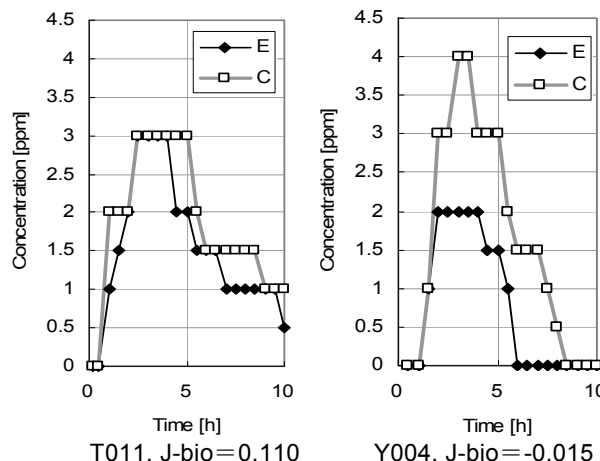 4.5
4
3.5
3
2.5
2
1.5
1
0.5
0
Concentration [ppm]
E
C
0 5 10
Time [h]
T011. J-bio＝0.110
4.5
4
3.5
3
2.5
2
1.5
1
0.5
0
Concentration [ppm]
E
C
0 5 10
Time [h]
Y004. J-bio＝-0.015